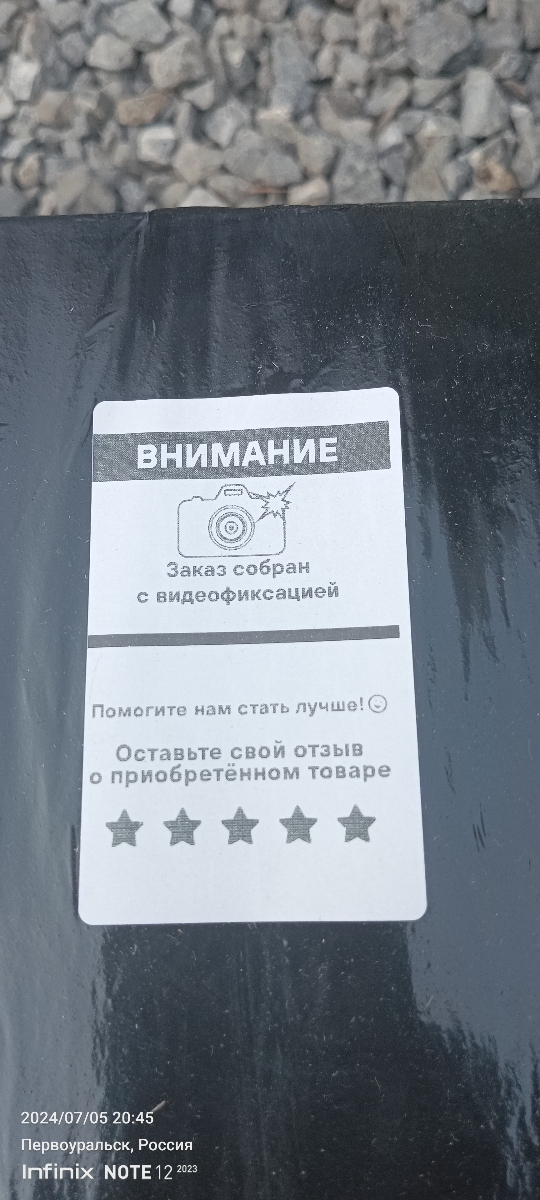 ВНИМАНИЕ
Заказ собран
с видеофиксацией
Помогите нам стать лучше!
Оставьте свой отзыв
о приобретённом товаре
2024/07/05 20:45
Первоуральск, Россия
Infinix NOTE 12 2023